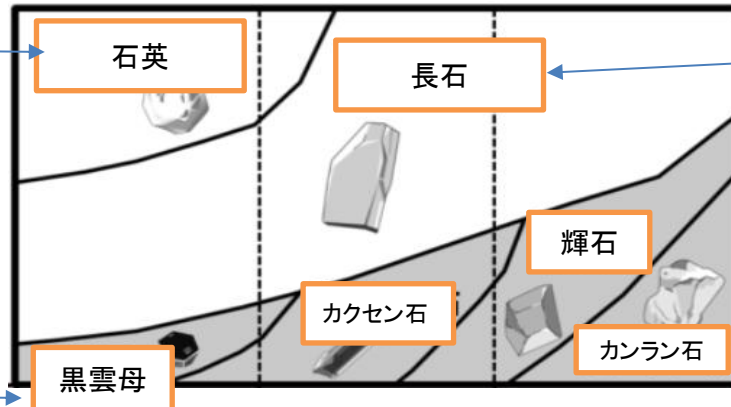 石英
長石
輝石
カクセン石
カンラン石
黒雲母